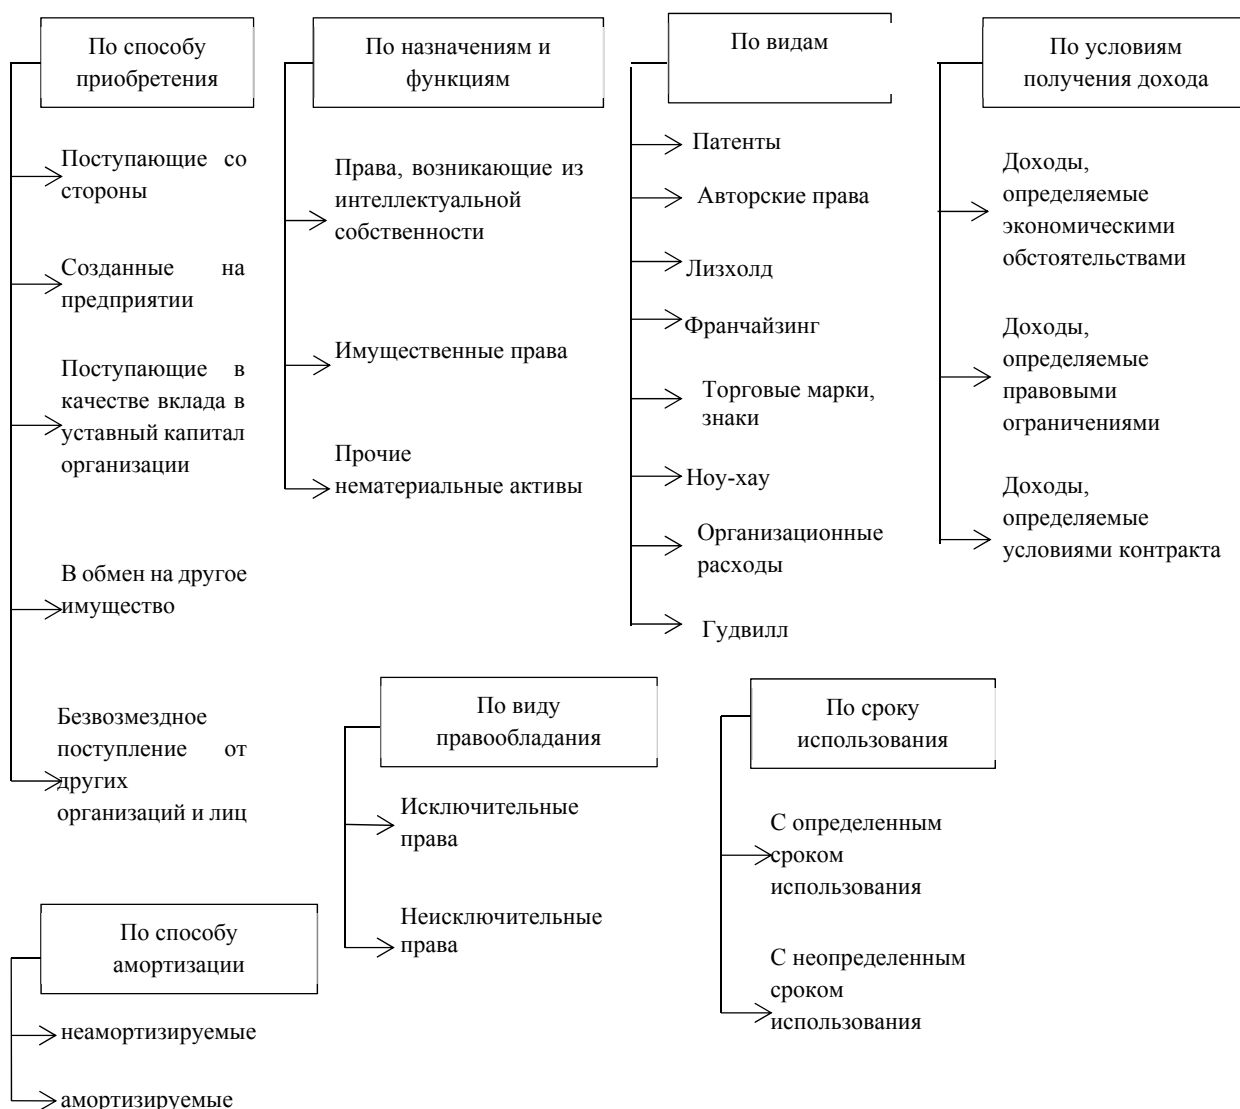 По способу
приобретения
Поступающие со
стороны
Созданные на
предприятии
Поступающие в
качестве вклада в
уставный капитал
организации
В обмен на другое
имущество
Безвозмездное
поступление от
других
организаций и лиц
По назначениям и
функциям
Права, возникающие из
интеллектуальной
собственности
Имущественные права
Прочие
нематериальные активы
По видам
Патенты
Авторские права
Лизхолд
Франчайзинг
Торговые марки,
знаки
Ноу-хау
Организационные
расходы
Гудвилл
По условиям
получения дохода
Доходы,
определяемые
экономическими
обстоятельствами
Доходы,
определяемые
правовыми
ограничениями
Доходы,
определяемые
условиями контракта
По способу
амортизации
неамортизируемые
амортизируемые
По виду
правообладания
Исключительные
права
Неисключительные
права
По сроку
использования
С определенным
сроком
использования
С неопределенным
сроком
использования